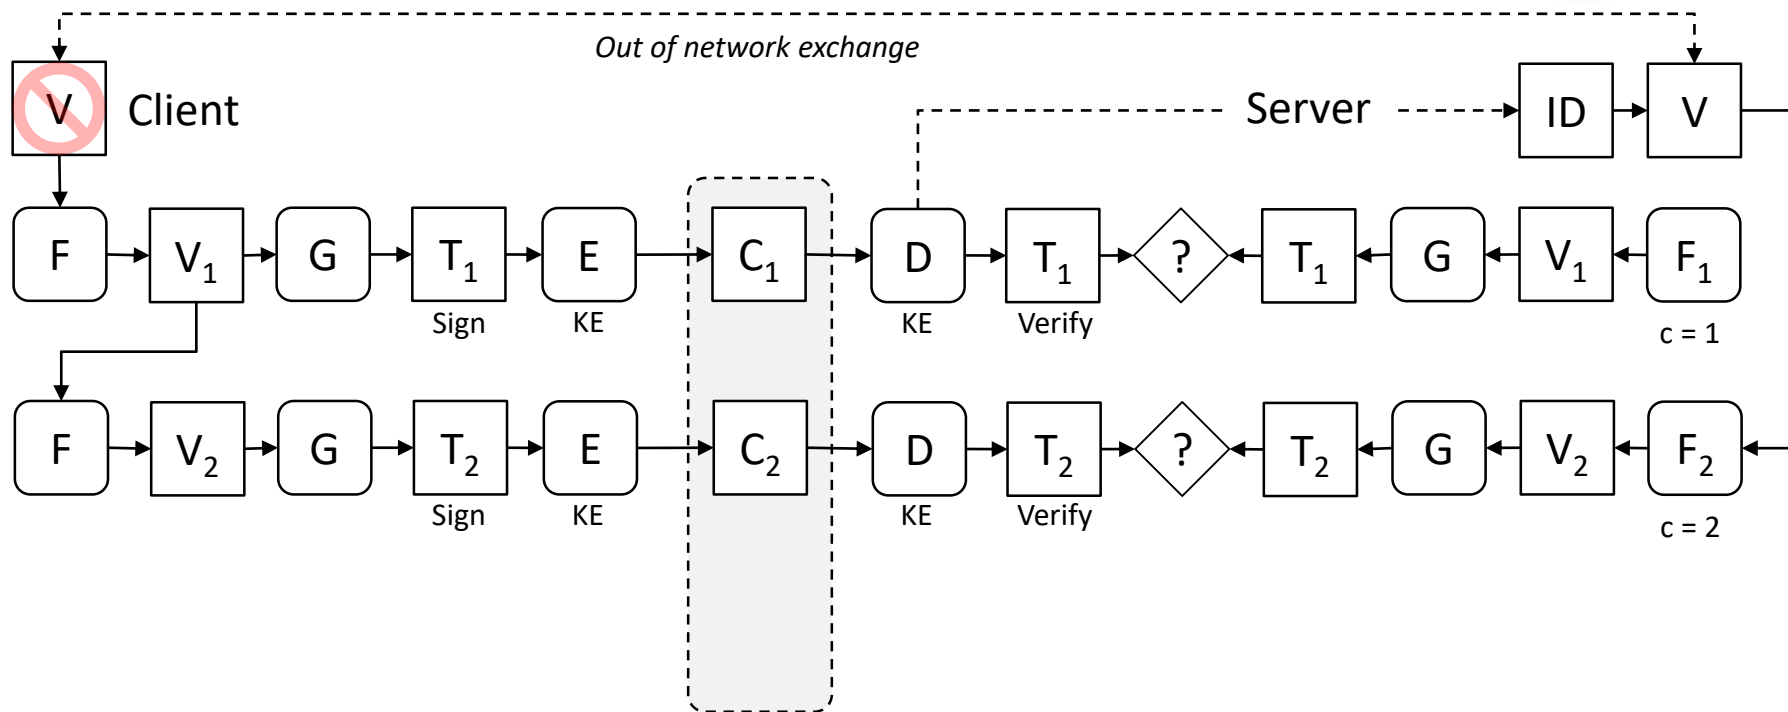 Out of network exchange
V Client Server ID V
F V₁ G T₁ E C₁ D T₁ ? T₁ G V₁ F₁
Sign KE KE Verify c = 1
F V₂ G T₂ E C₂ D T₂ ? T₂ G V₂ F₂
Sign KE KE Verify c = 2